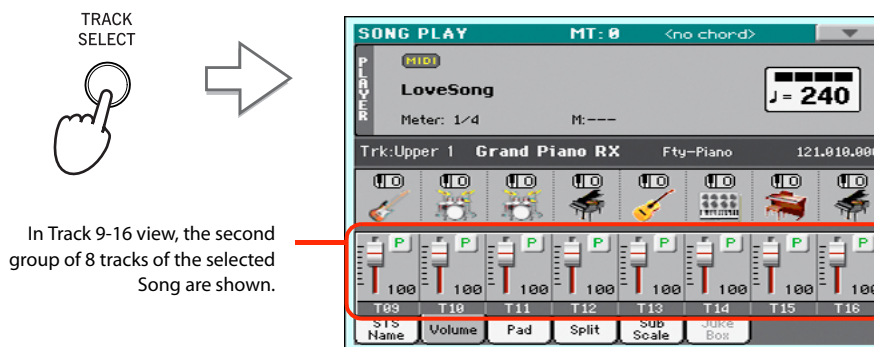 TRACK
SELECT
In Track 9-16 view, the second
group of 8 tracks of the selected
Song are shown.
SONG PLAY MT: 0 <no chord>
PLAYER
MIDI
LoveSong
♩ = 240
Meter: 1/4 M:---
Trk:Upper 1 Grand Piano RX Fty-Piano 121.010.000
P P P P P P P P
100 100 100 100 100 100 100 100
T09 T10 T11 T12 T13 T14 T15 T16
STS
Name
Volume
Pad
Split
Sub
Scale
Juke
Box